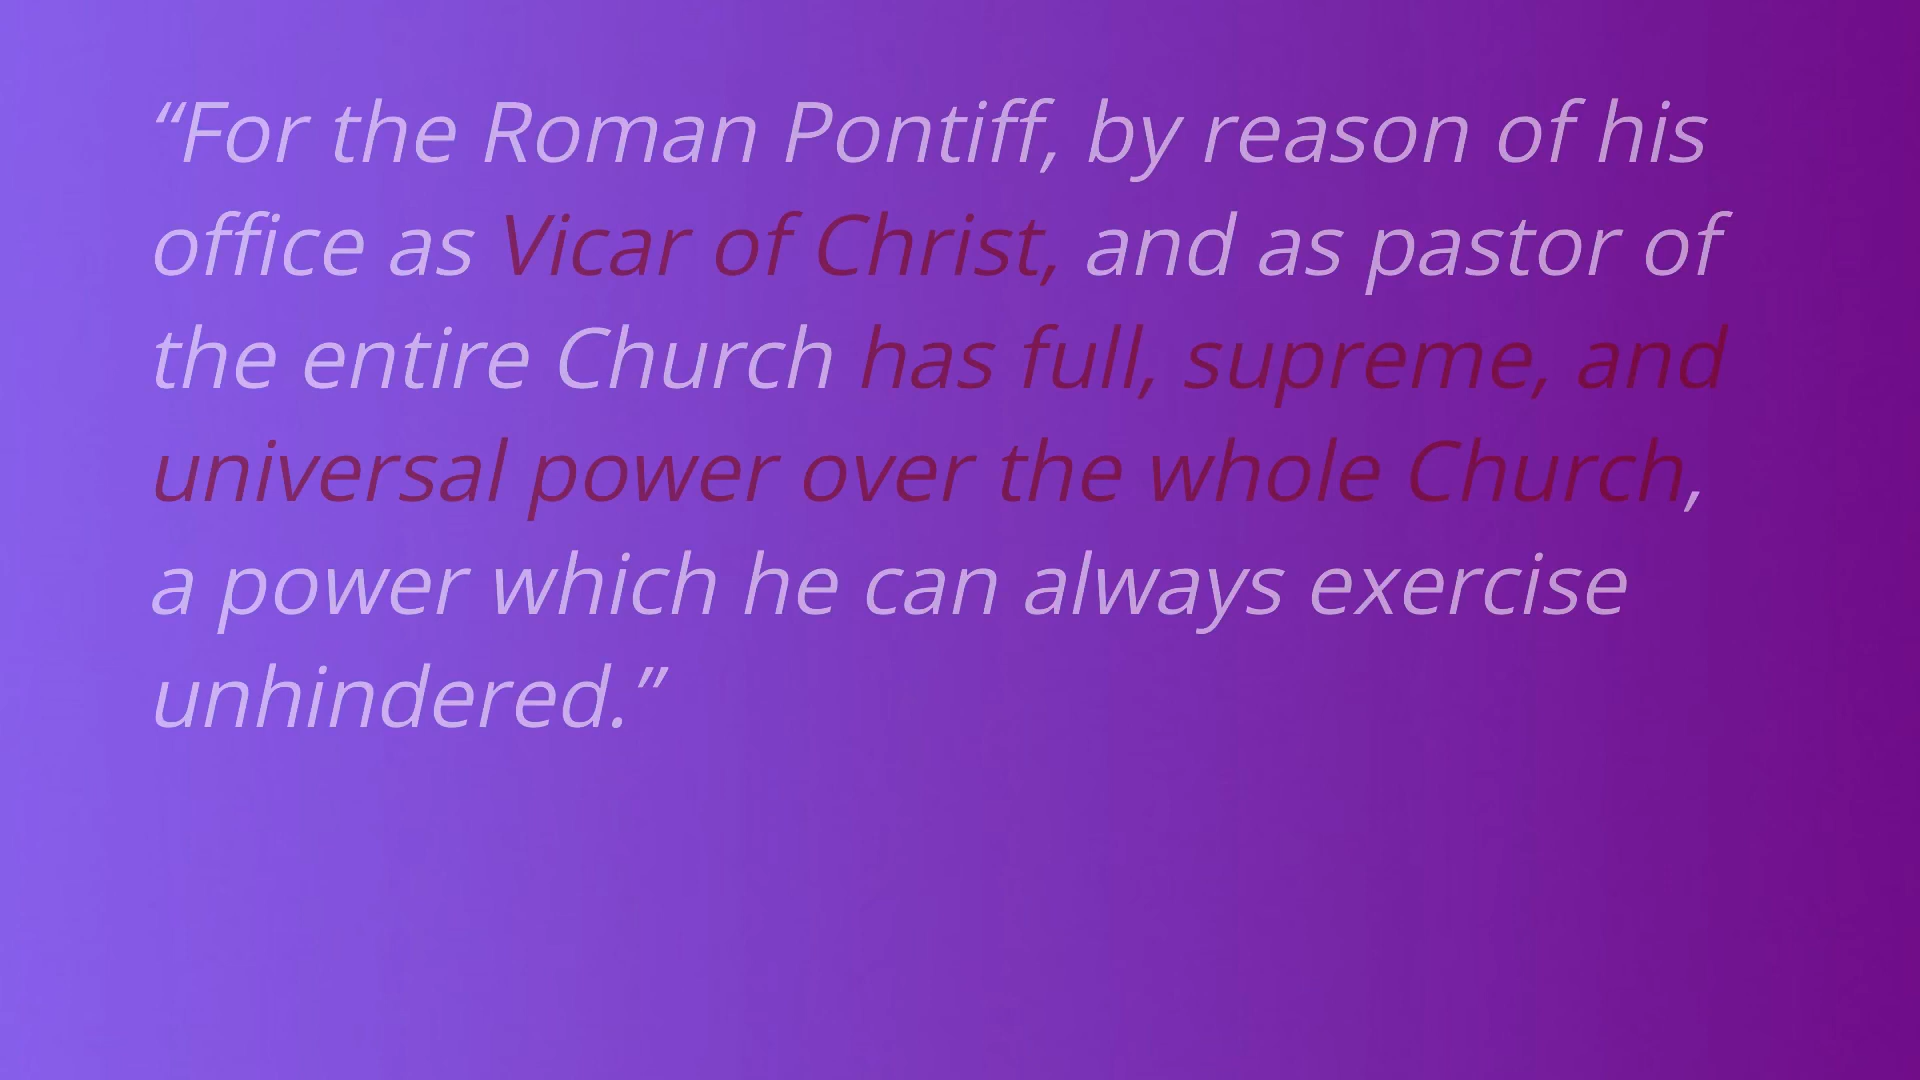 “For the Roman Pontiff, by reason of his
office as Vicar of Christ, and as pastor of
the entire Church has full, supreme, and
universal power over the whole Church,
a power which he can always exercise
unhindered.”